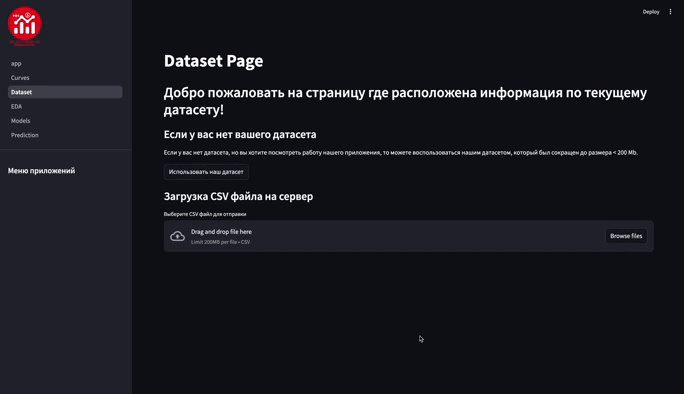 Deploy
app
Curves
Dataset
EDA
Models
Prediction
Меню приложений
Dataset Page
Добро пожаловать на страницу где расположена информация по текущему
датасету!
Если у вас нет вашего датасета
Если у вас нет датасета, но вы хотите посмотреть работу нашего приложения, то можете воспользоваться нашим датасетом, который был сокращен до размера < 200 Mb.
Использовать наш датасет
Загрузка CSV файла на сервер
Выберите CSV файл для отправки
Drag and drop file here
Limit 200MB per file • CSV
Browse files